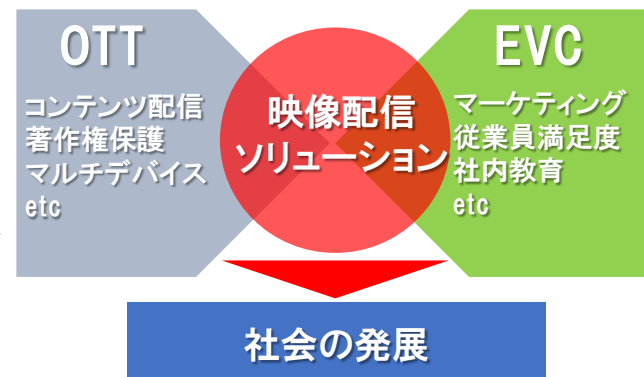 OTT
コンテンツ配信
著作権保護
マルチデバイス
etc
映像配信
ソリューション
EVC
マーケティング
従業員満足度
社内教育
etc
社会の発展